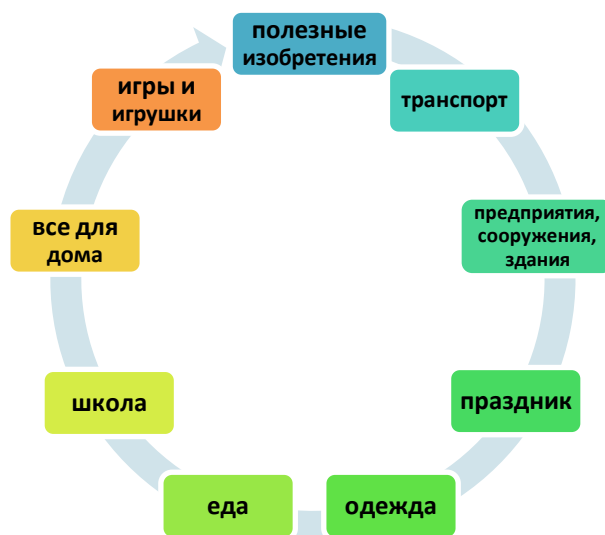 полезные
изобретения
транспорт
предприятия,
сооружения,
здания
праздник
одежда
еда
школа
все для
дома
игры и
игрушки